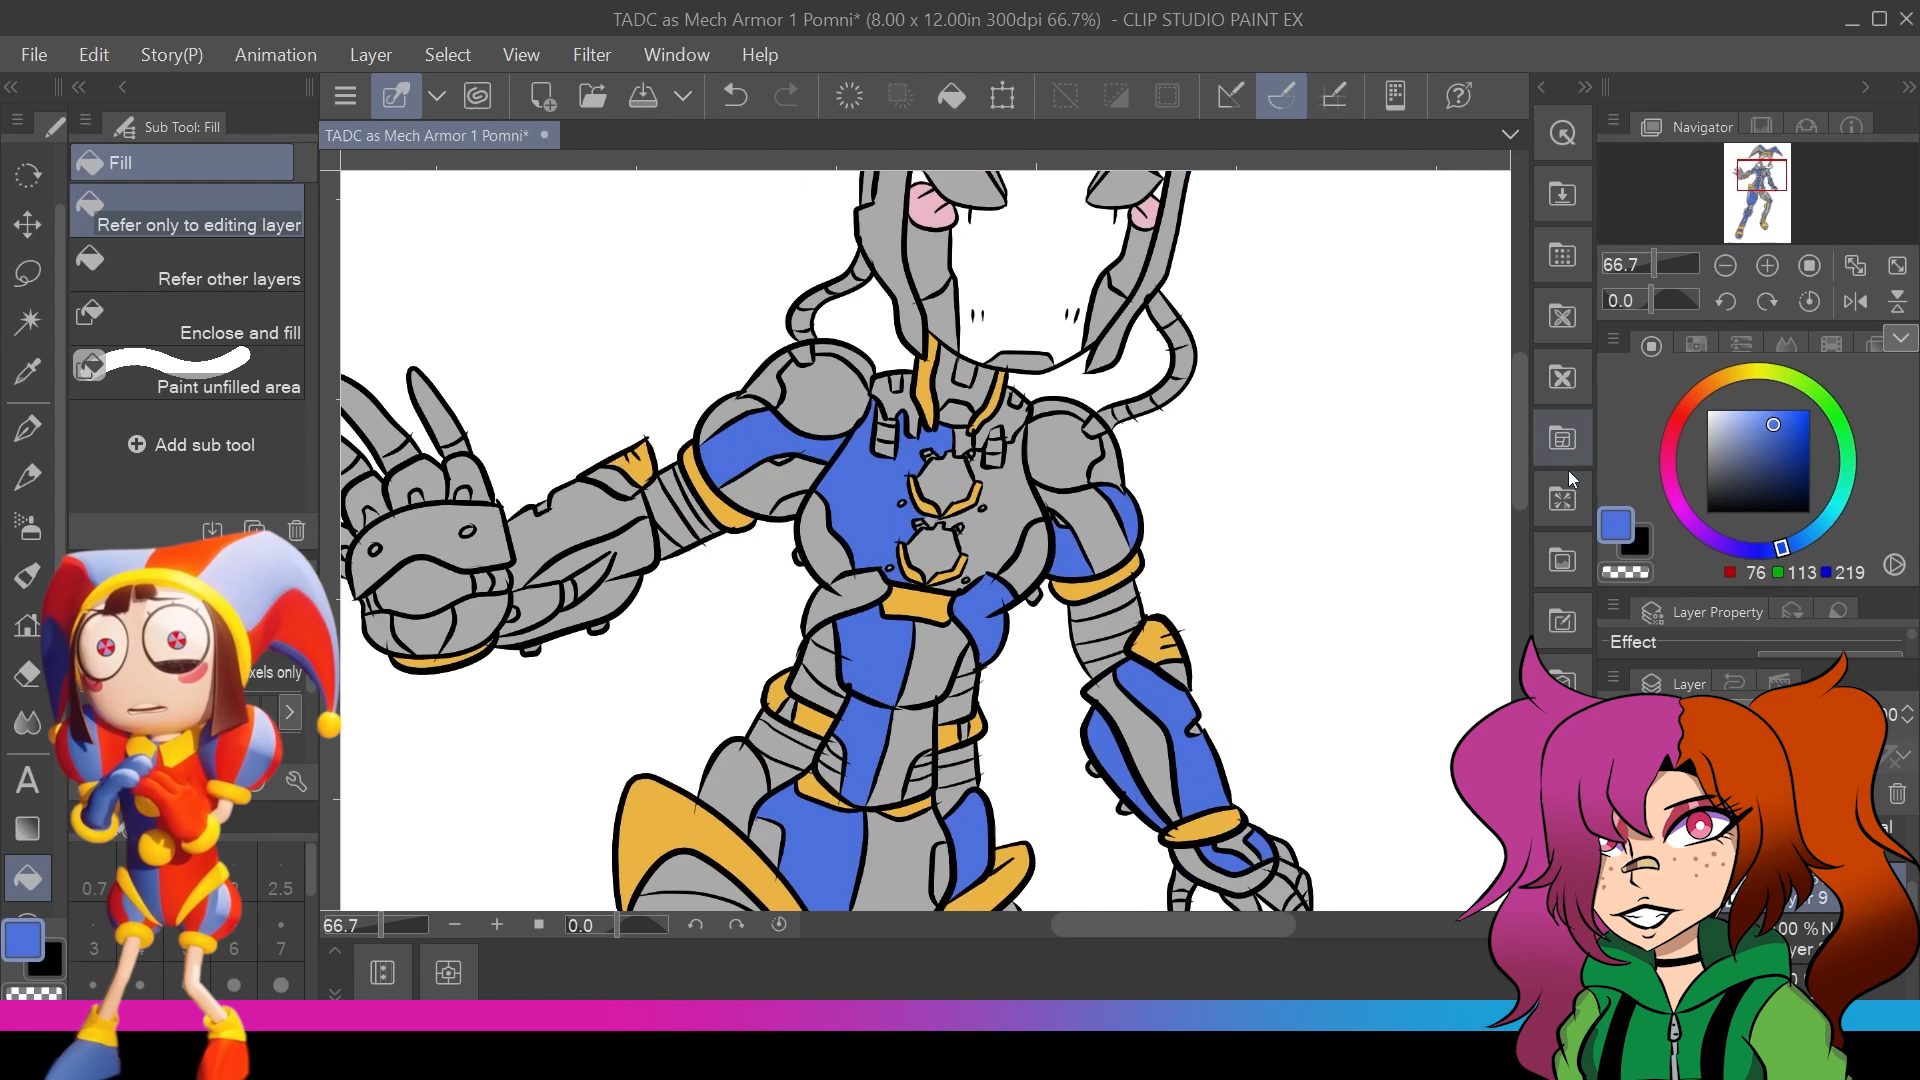 TADC as Mech Armor 1 Pomni* (8.00 x 12.00in 300dpi 66.7%) - CLIP STUDIO PAINT EX
File Edit Story(P) Animation Layer Select View Filter Window Help
Sub Tool: Fill
TADC as Mech Armor 1 Pomni*
Navigator
Fill
Refer only to editing layer
Refer other layers
Enclose and fill
Paint unfilled area
Add sub tool
66.7
0.0
76 113 219
Layer Property
Effect
Layer
xels only
A
0.7
2.5
3
6
7
66.7
0.0